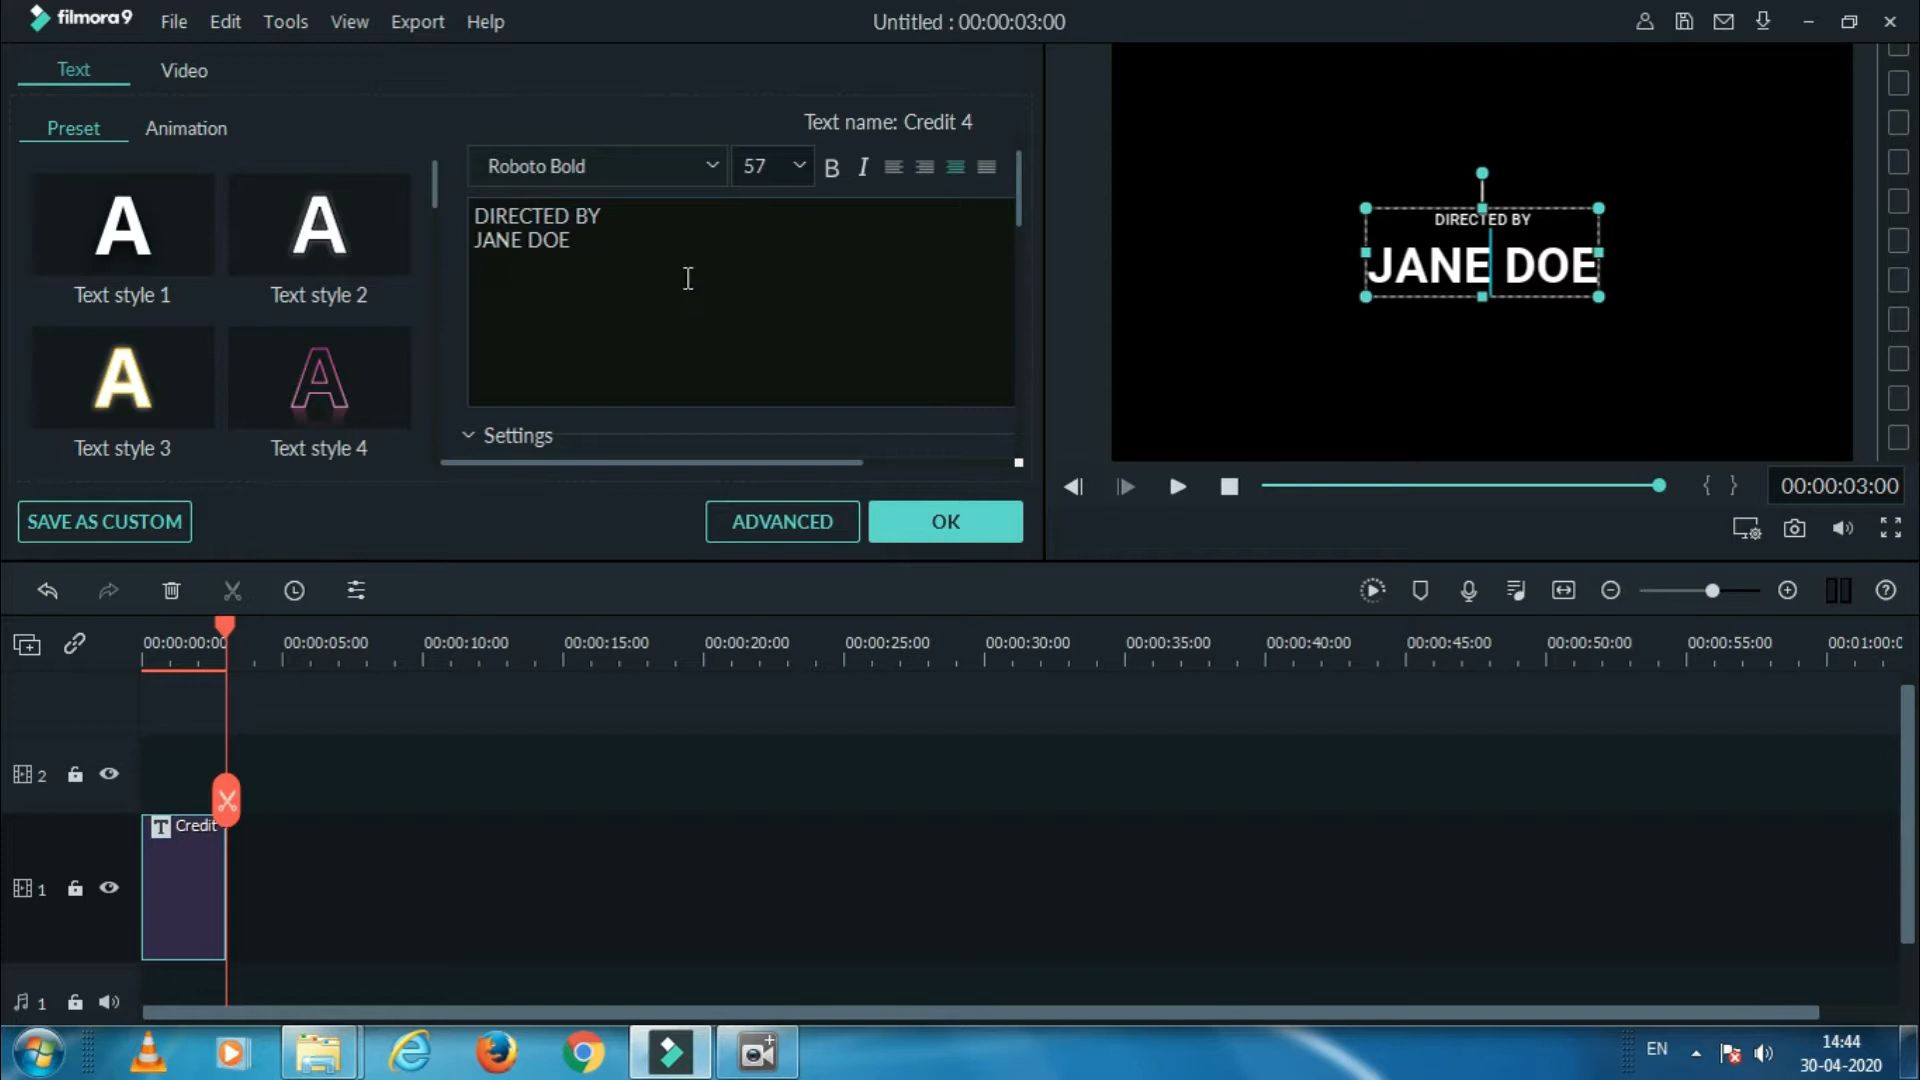 filmora9 File Edit Tools View Export Help Untitled : 00:00:03:00
Text Video
Preset Animation
Text name: Credit 4
Roboto Bold 57 B I
DIRECTED BY
JANE DOE
A A
Text style 1 Text style 2
A A
Text style 3 Text style 4
Settings
SAVE AS CUSTOM ADVANCED OK
DIRECTED BY
JANE DOE
{ } 00:00:03:00
00:00:00:00 00:00:05:00 00:00:10:00 00:00:15:00 00:00:20:00 00:00:25:00 00:00:30:00 00:00:35:00 00:00:40:00 00:00:45:00 00:00:50:00 00:00:55:00 00:01:00:0
2
T Credit
1
1
EN
14:44
30-04-2020